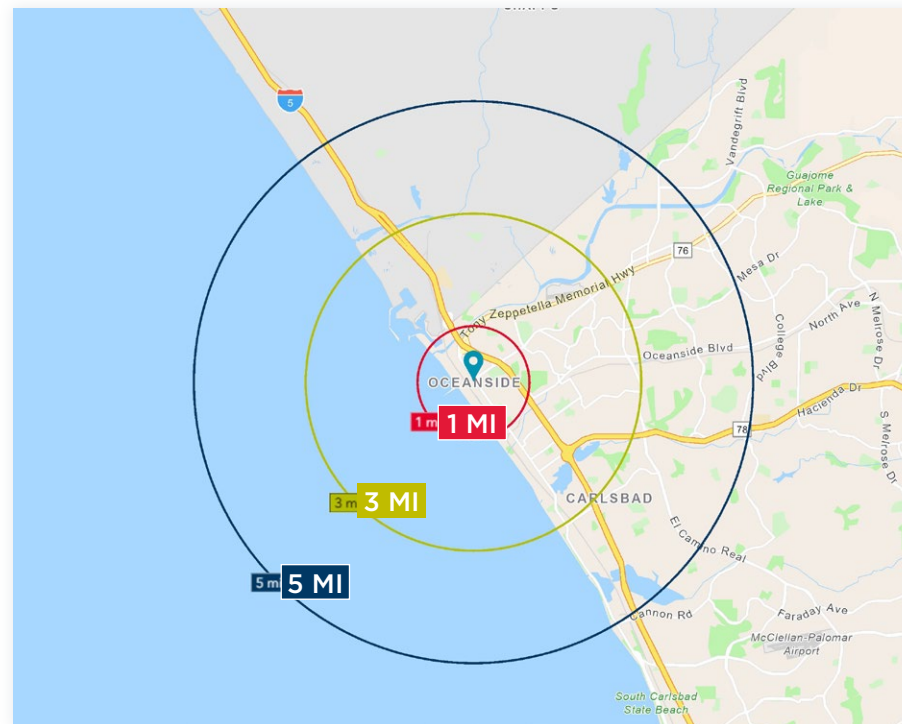 5
Vandegrift Blvd
Guajome
Regional Park &
Lake
76
Mesa Dr
Tony Zeppetella Memorial Hwy
North Ave
N Melrose Dr
College Blvd
Oceanside Blvd
OCEANSIDE
Hacienda Dr
1 m
1 MI
78
S Melrose Dr
3 m
3 MI
CARLSBAD
El Camino Real
5 mi
5 MI
Cannon Rd
Faraday Ave
McClellan-Palomar
Airport
South Carlsbad
State Beach